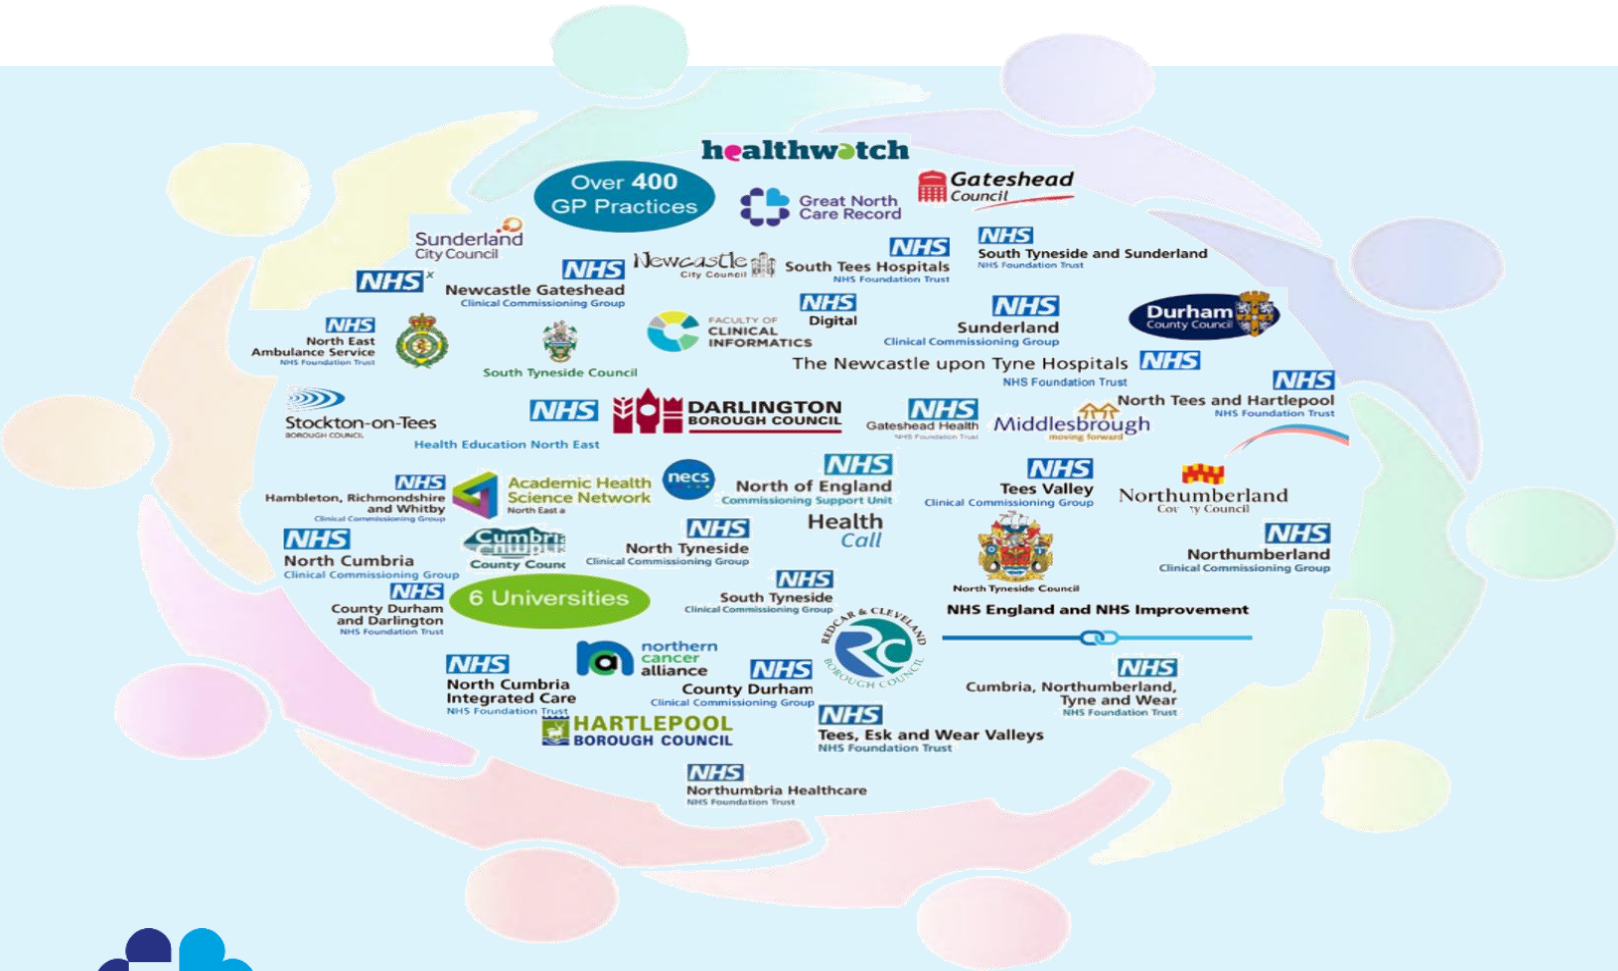 healthwatch
Over 400
GP Practices
Great North
Care Record
Gateshead
Council
Sunderland
City Council
NHS
South Tyneside and Sunderland
NHS Foundation Trust
Newcastle
City Council
NHS
South Tees Hospitals
NHS Foundation Trust
NHSX
NHS
Newcastle Gateshead
Clinical Commissioning Group
NHS
Digital
NHS
Sunderland
Clinical Commissioning Group
Durham
County Council
NHS
North East
Ambulance Service
NHS Foundation Trust
South Tyneside Council
FACULTY OF
CLINICAL
INFORMATICS
The Newcastle upon Tyne Hospitals NHS
NHS Foundation Trust
NHS
North Tees and Hartlepool
NHS Foundation Trust
Stockton-on-Tees
BOROUGH COUNCIL
NHS
Health Education North East
DARLINGTON
BOROUGH COUNCIL
NHS
Gateshead Health
NHS Foundation Trust
Middlesbrough
moving forward
NHS
Hambleton, Richmondshire
and Whitby
Clinical Commissioning Group
Academic Health
Science Network
North East a
necs
NHS
North of England
Commissioning Support Unit
NHS
Tees Valley
Clinical Commissioning Group
Northumberland
County Council
NHS
North Cumbria
Clinical Commissioning Group
Cumbria
County Counc
NHS
North Tyneside
Clinical Commissioning Group
Health
Call
North Tyneside Council
NHS
Northumberland
Clinical Commissioning Group
NHS
County Durham
and Darlington
NHS Foundation Trust
6 Universities
NHS
South Tyneside
Clinical Commissioning Group
REDCAR & CLEVELAND
RC
BOROUGH COUNCIL
NHS England and NHS Improvement
NHS
North Cumbria
Integrated Care
NHS Foundation Trust
na
northern
cancer
alliance
NHS
County Durham
Clinical Commissioning Group
NHS
Cumbria, Northumberland,
Tyne and Wear
NHS Foundation Trust
HARTLEPOOL
BOROUGH COUNCIL
NHS
Tees, Esk and Wear Valleys
NHS Foundation Trust
NHS
Northumbria Healthcare
NHS Foundation Trust